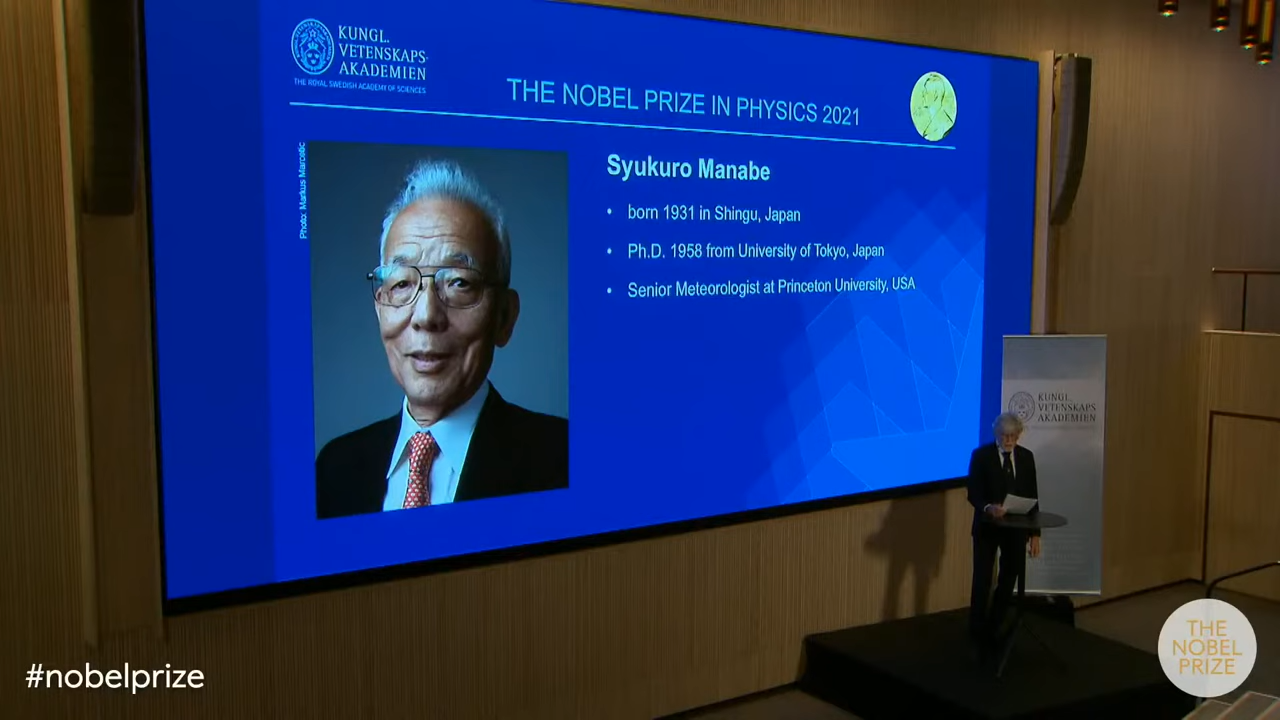 KUNGL.
VETENSKAPS-
AKADEMIEN
THE ROYAL SWEDISH ACADEMY OF SCIENCES
THE NOBEL PRIZE IN PHYSICS 2021
Photo: Markus Marcetic
Syukuro Manabe
• born 1931 in Shingu, Japan
• Ph.D. 1958 from University of Tokyo, Japan
• Senior Meteorologist at Princeton University, USA
KUNGL.
VETENSKAPS
AKADEMIEN
#nobelprize
THE
NOBEL
PRIZE